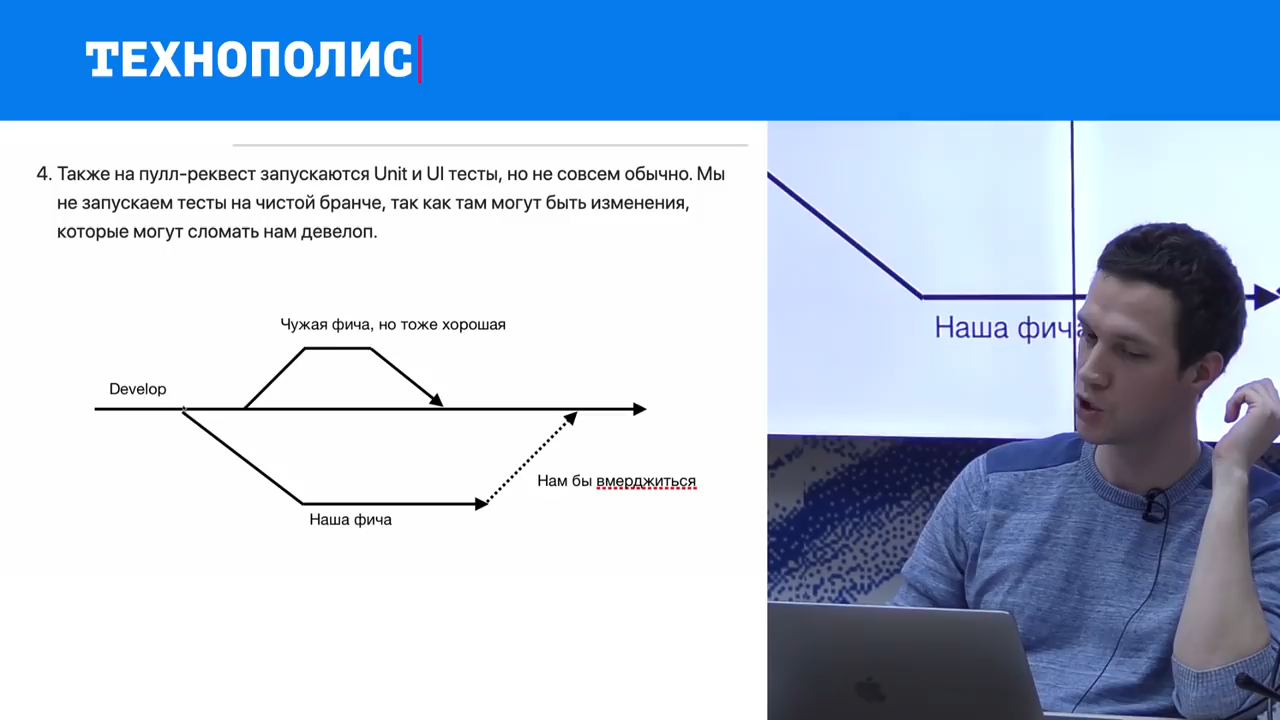 ТЕХНОПОЛИС
4. Также на пулл-реквест запускаются Unit и UI тесты, но не совсем обычно. Мы
не запускаем тесты на чистой бранче, так как там могут быть изменения,
которые могут сломать нам девелоп.
Чужая фича, но тоже хорошая
Develop
Нам бы вмерджиться
Наша фича
Наша фича